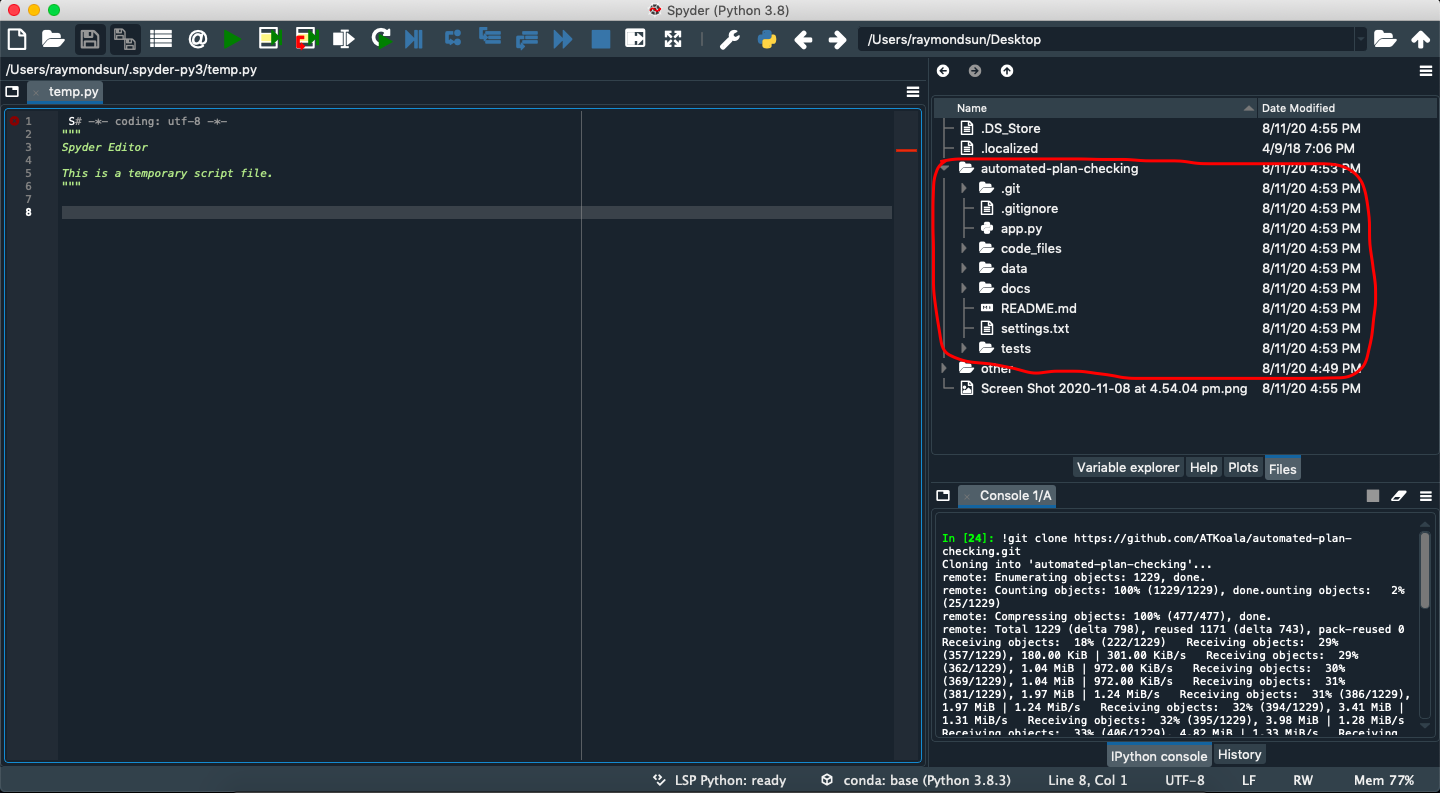 Spyder (Python 3.8)
/Users/raymondsun/Desktop
/Users/raymondsun/.spyder-py3/temp.py
temp.py
1 S# -*- coding: utf-8 -*-
2 """
3 Spyder Editor
4
5 This is a temporary script file.
6 """
7
8
Name Date Modified
.DS_Store 8/11/20 4:55 PM
.localized 4/9/18 7:06 PM
automated-plan-checking 8/11/20 4:53 PM
.git 8/11/20 4:53 PM
.gitignore 8/11/20 4:53 PM
app.py 8/11/20 4:53 PM
code_files 8/11/20 4:53 PM
data 8/11/20 4:53 PM
docs 8/11/20 4:53 PM
README.md 8/11/20 4:53 PM
settings.txt 8/11/20 4:53 PM
tests 8/11/20 4:53 PM
other 8/11/20 4:49 PM
Screen Shot 2020-11-08 at 4.54.04 pm.png 8/11/20 4:55 PM
Variable explorer Help Plots Files
Console 1/A
In [24]: !git clone https://github.com/ATKoala/automated-plan-
checking.git
Cloning into 'automated-plan-checking'...
remote: Enumerating objects: 1229, done.
remote: Counting objects: 100% (1229/1229), done.ounting objects: 2%
(25/1229)
remote: Compressing objects: 100% (477/477), done.
remote: Total 1229 (delta 798), reused 1171 (delta 743), pack-reused 0
Receiving objects: 18% (222/1229) Receiving objects: 29%
(357/1229), 180.00 KiB | 301.00 KiB/s Receiving objects: 29%
(362/1229), 1.04 MiB | 972.00 KiB/s Receiving objects: 30%
(369/1229), 1.04 MiB | 972.00 KiB/s Receiving objects: 31%
(381/1229), 1.97 MiB | 1.24 MiB/s Receiving objects: 31% (386/1229),
1.97 MiB | 1.24 MiB/s Receiving objects: 32% (394/1229), 3.41 MiB |
1.31 MiB/s Receiving objects: 32% (395/1229), 3.98 MiB | 1.28 MiB/s
Receiving objects: 33% (406/1229), 4.82 MiB | 1.33 MiB/s Receiving
IPython console History
LSP Python: ready conda: base (Python 3.8.3) Line 8, Col 1 UTF-8 LF RW Mem 77%